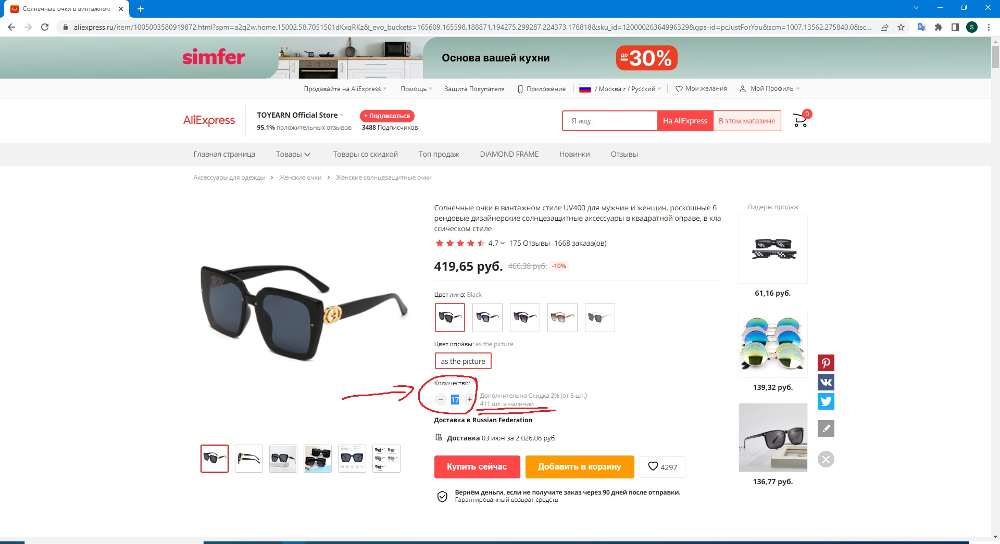 Солнечные очки в винтажном с
aliexpress.ru/item/1005003580919872.html?spm=a2g2w.home.15002.58.7051501dKxqRKz&_evo_buckets=165609,165598,188871,194275,299287,224373,176818&sku_id=12000026364996329&gps-id=pcJustForYou&scm=1007.13562.275840.0&sc...
S
simfer
Основа вашей кухни
до -30%
Продавайте на AliExpress
Помощь
Защита Покупателя
Приложение
/ Москва г / Русский
Мои желания
Мой Профиль
AliExpress
TOYEARN Official Store
+ Подписаться
95.1% положительных отзывов
3488 Подписчиков
Я ищу..
На AliExpress
В этом магазине
0
Главная страница
Товары
Товары со скидкой
Топ продаж
DIAMOND FRAME
Новинки
Отзывы
Аксессуары для одежды > Женские очки > Женские солнцезащитные очки
Солнечные очки в винтажном стиле UV400 для мужчин и женщин, роскошные б
рендовые дизайнерские солнцезащитные аксессуары в квадратной оправе, в кла
ссическом стиле
4.7 175 Отзывы 1668 заказа(ов)
419,65 руб. 466,38 руб. -10%
Цвет линз: Black
Цвет оправы: as the picture
as the picture
Количество:
− 17 +
Дополнительно Скидка 2% (от 5 шт.)
411 шт. в наличии
Доставка в Russian Federation
Доставка 03 июн за 2 026,06 руб.
Купить сейчас
Добавить в корзину
4297
Вернём деньги, если не получите заказ через 90 дней после отправки.
Гарантированный возврат средств
Лидеры продаж
61,16 руб.
139,32 руб.
136,77 руб.